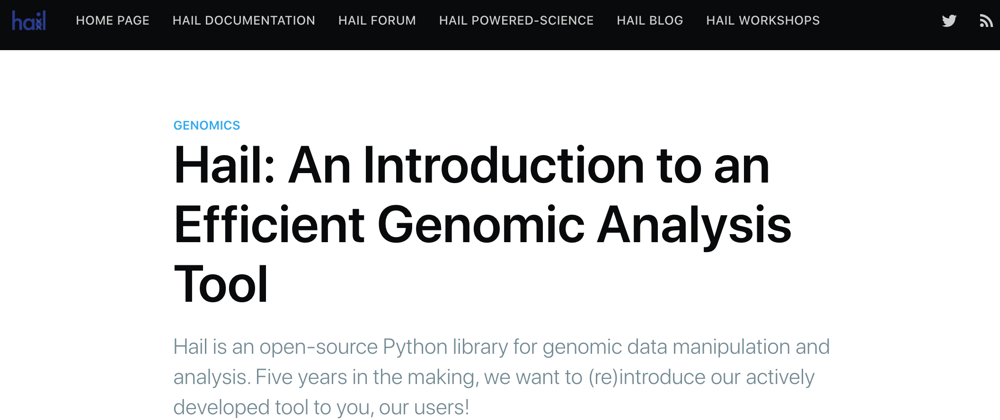 hail HOME PAGE HAIL DOCUMENTATION HAIL FORUM HAIL POWERED-SCIENCE HAIL BLOG HAIL WORKSHOPS
GENOMICS
Hail: An Introduction to an
Efficient Genomic Analysis
Tool
Hail is an open-source Python library for genomic data manipulation and
analysis. Five years in the making, we want to (re)introduce our actively
developed tool to you, our users!